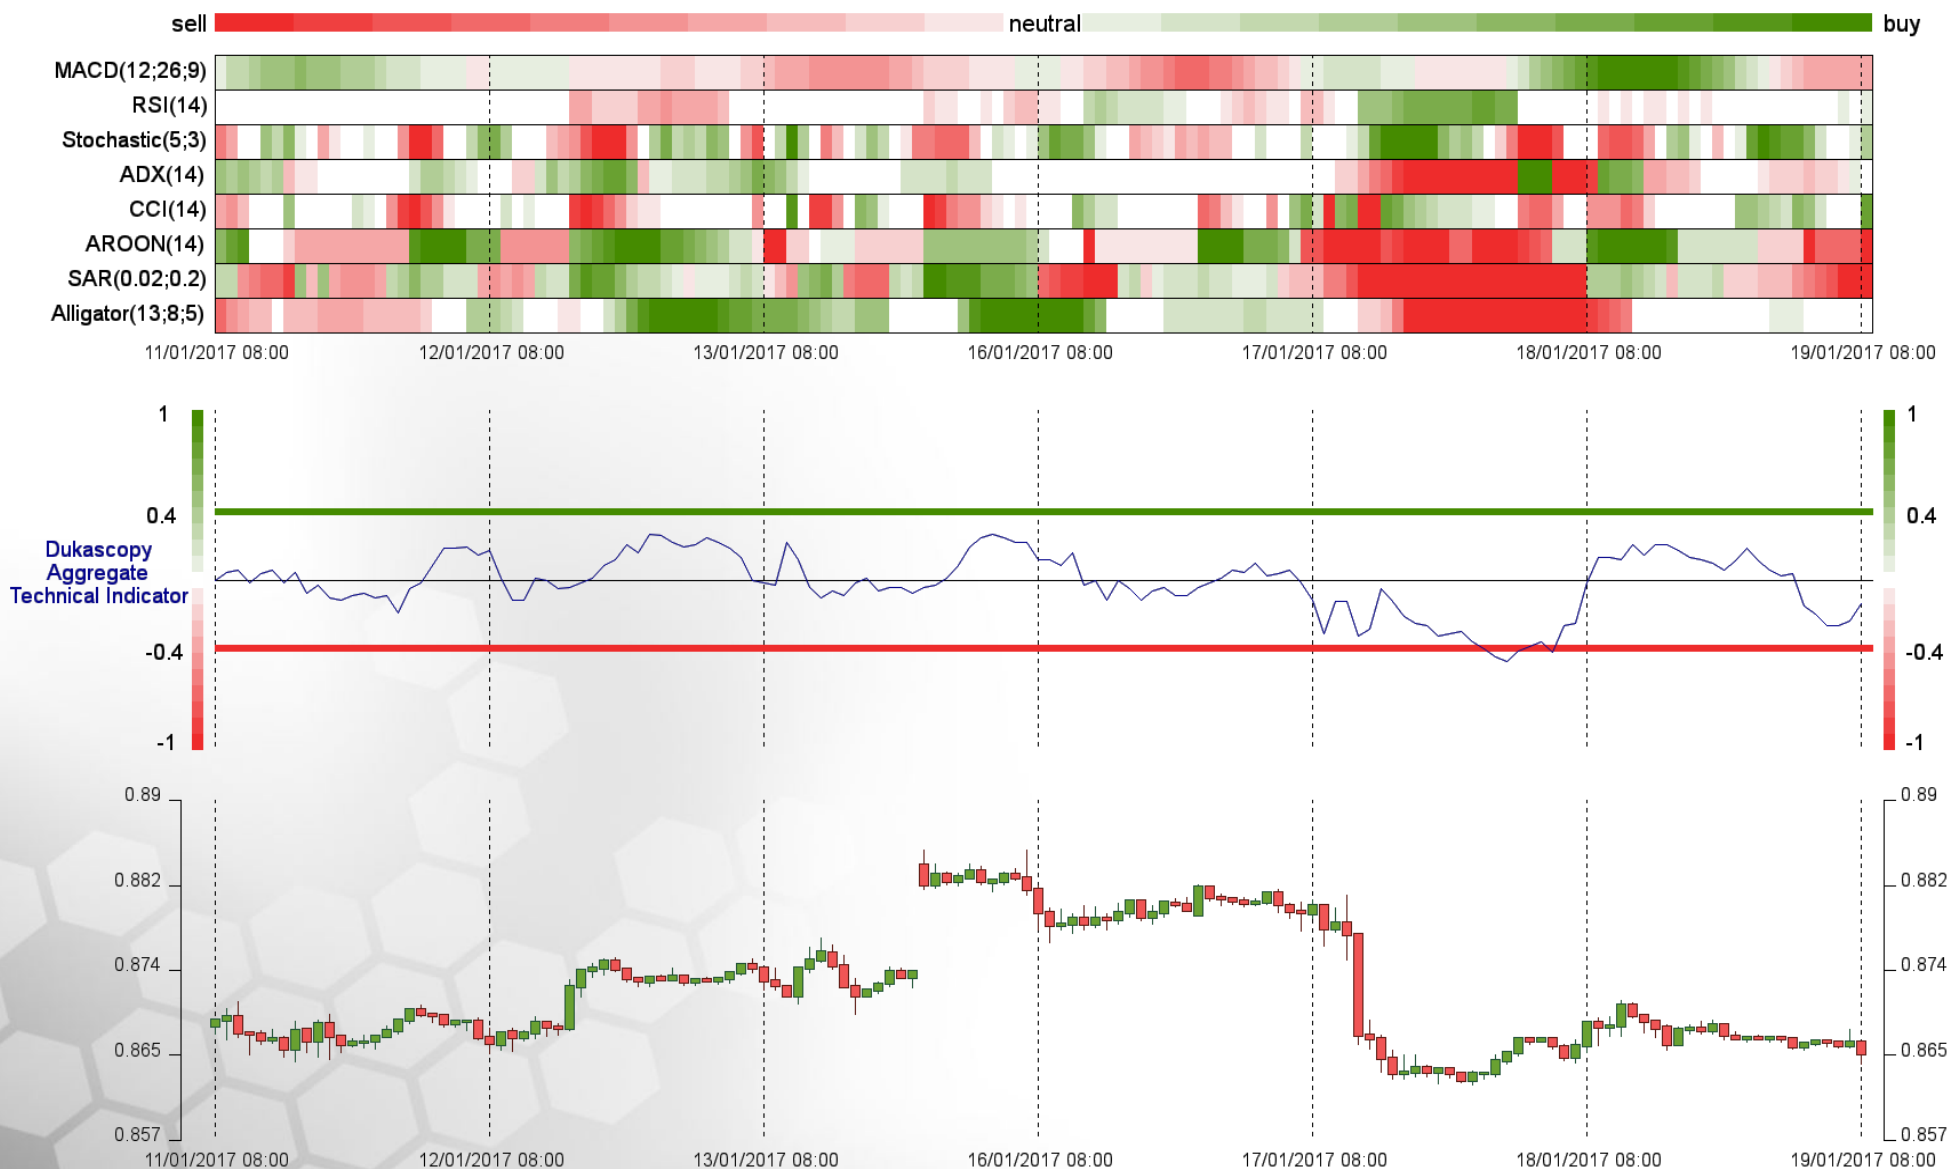 sell neutral buy
MACD(12;26;9)
RSI(14)
Stochastic(5;3)
ADX(14)
CCI(14)
AROON(14)
SAR(0.02;0.2)
Alligator(13;8;5)
11/01/2017 08:00 12/01/2017 08:00 13/01/2017 08:00 16/01/2017 08:00 17/01/2017 08:00 18/01/2017 08:00 19/01/2017 08:00
1 1
0.4 0.4
Dukascopy
Aggregate
Technical Indicator
-0.4 -0.4
-1 -1
0.89 0.89
0.882 0.882
0.874 0.874
0.865 0.865
0.857 0.857
11/01/2017 08:00 12/01/2017 08:00 13/01/2017 08:00 16/01/2017 08:00 17/01/2017 08:00 18/01/2017 08:00 19/01/2017 08:00